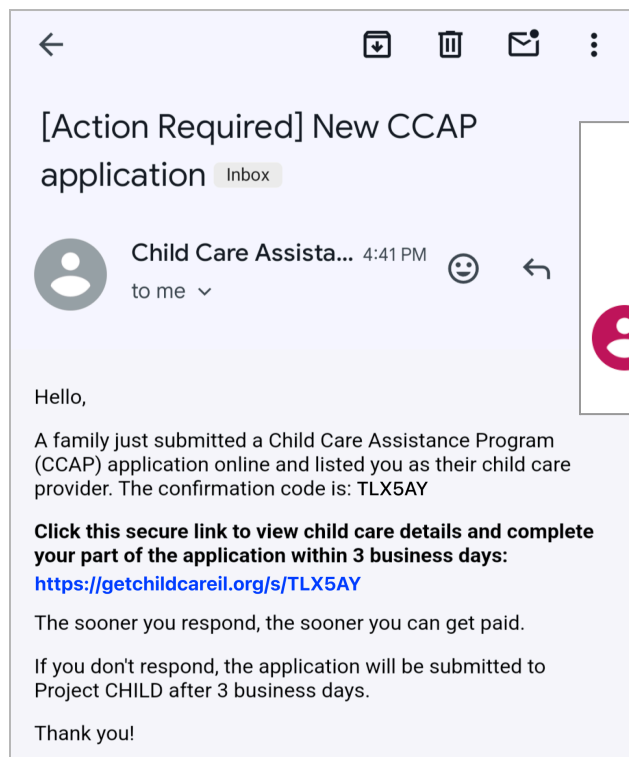 [Action Required] New CCAP
application Inbox
Child Care Assista... 4:41 PM
to me
Hello,
A family just submitted a Child Care Assistance Program
(CCAP) application online and listed you as their child care
provider. The confirmation code is: TLX5AY
Click this secure link to view child care details and complete
your part of the application within 3 business days:
https://getchildcareil.org/s/TLX5AY
The sooner you respond, the sooner you can get paid.
If you don't respond, the application will be submitted to
Project CHILD after 3 business days.
Thank you!